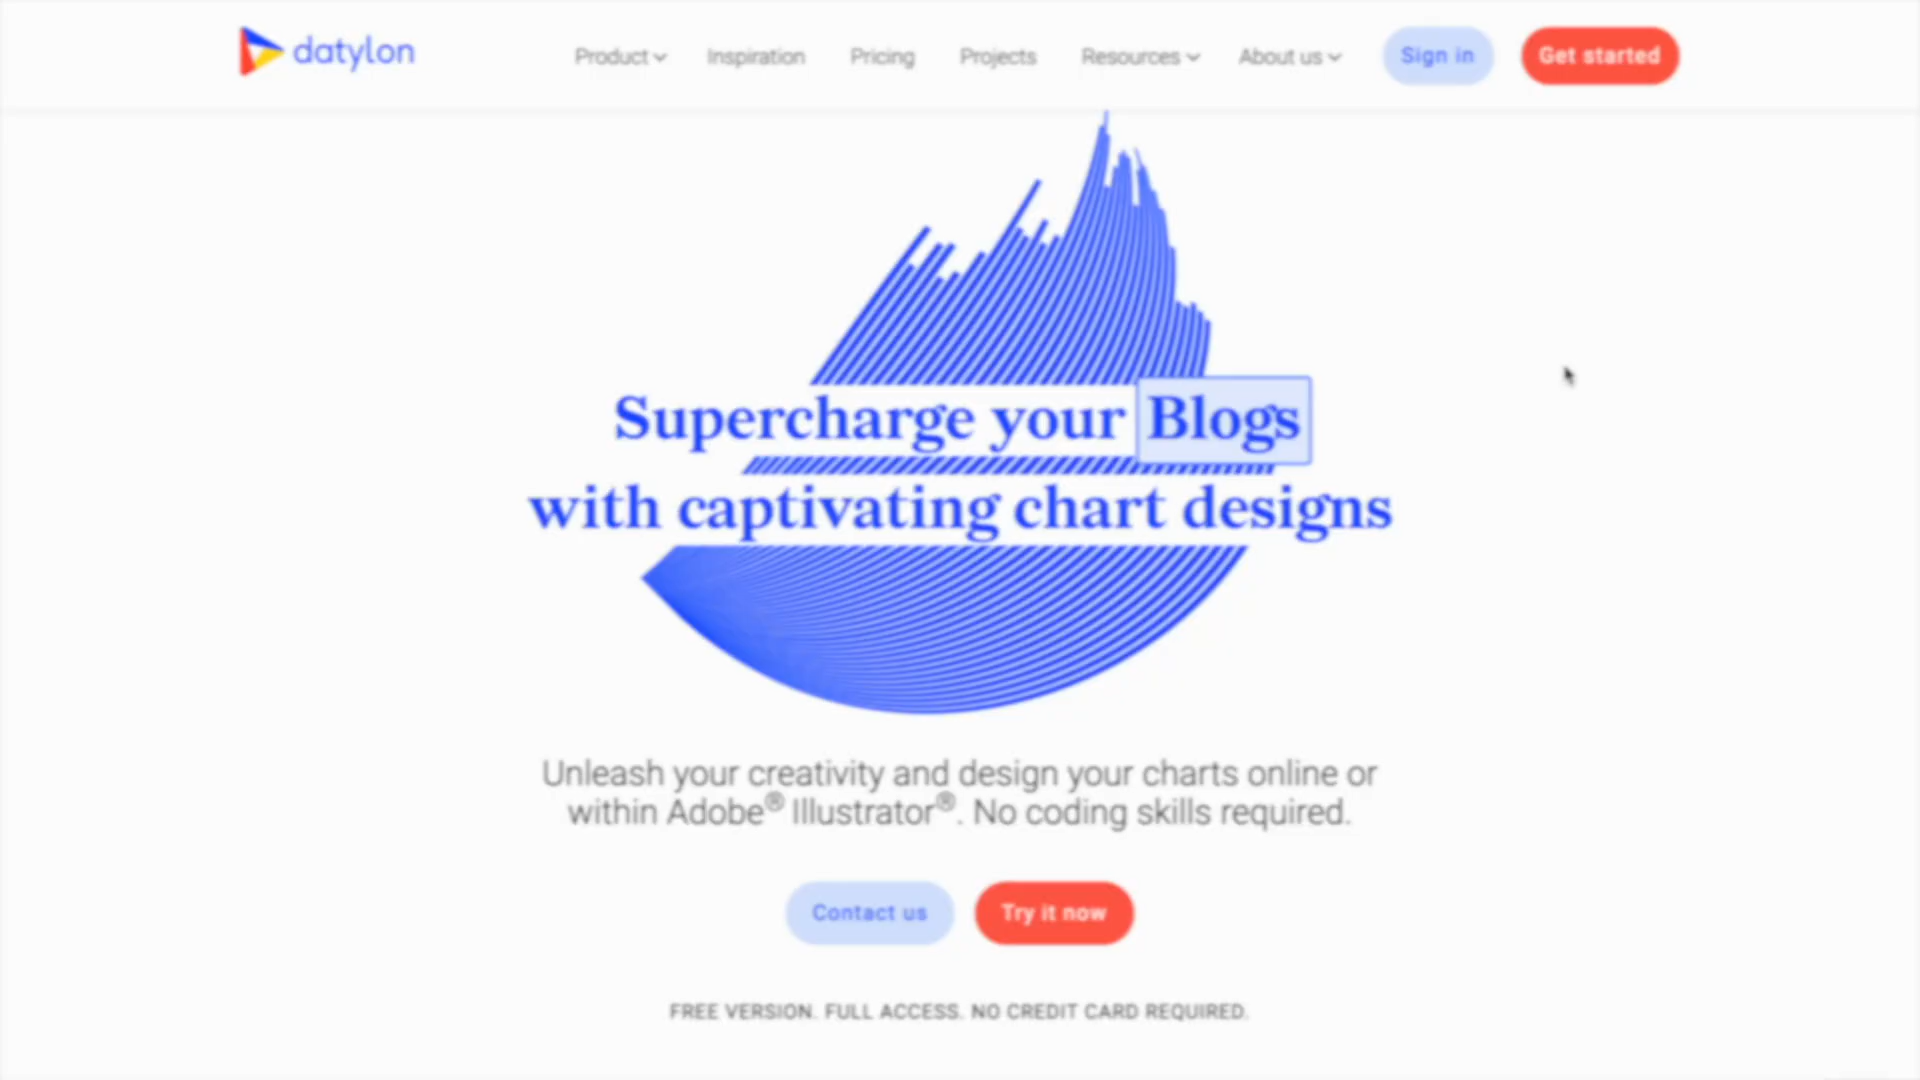 datylon
Product Inspiration Pricing Projects Resources About us Sign in Get started
Supercharge your Blogs
with captivating chart designs
Unleash your creativity and design your charts online or
within Adobe® Illustrator®. No coding skills required.
Contact us Try it now
FREE VERSION. FULL ACCESS. NO CREDIT CARD REQUIRED.